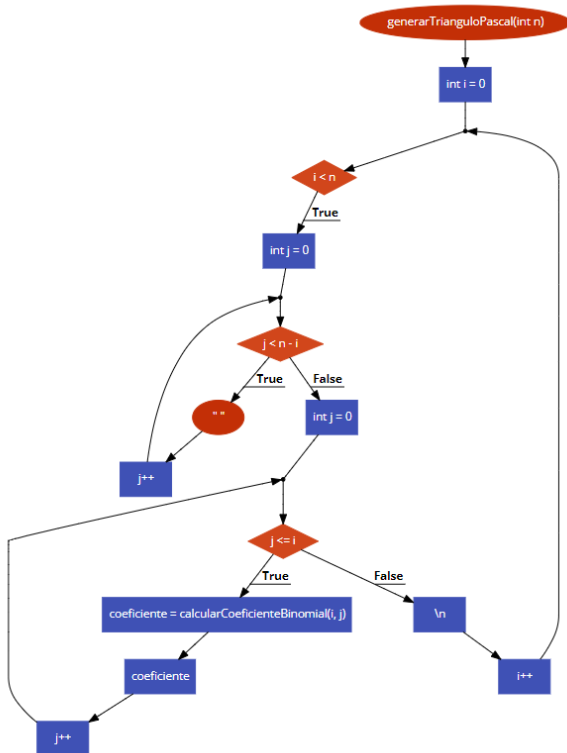 generarTrianguloPascal(int n)
int i = 0
i < n
True
int j = 0
j < n - i
True
False
" "
int j = 0
j++
j <= i
True
False
coeficiente = calcularCoeficienteBinomial(i, j)
\n
coeficiente
i++
j++